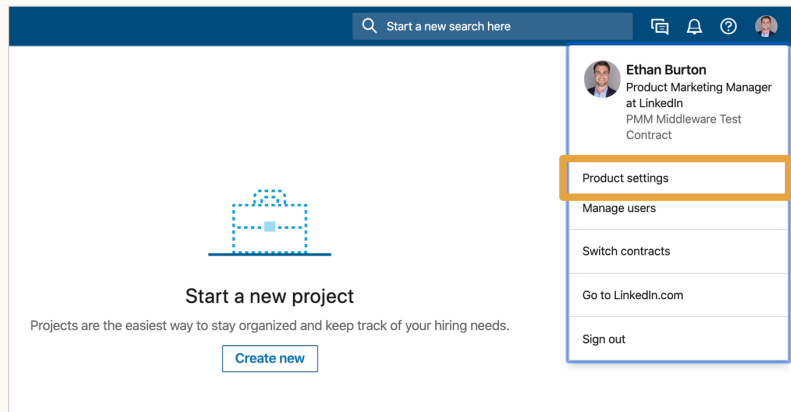 Start a new search here
Ethan Burton
Product Marketing Manager
at LinkedIn
PMM Middleware Test
Contract
Product settings
Manage users
Switch contracts
Go to LinkedIn.com
Sign out
Start a new project
Projects are the easiest way to stay organized and keep track of your hiring needs.
Create new